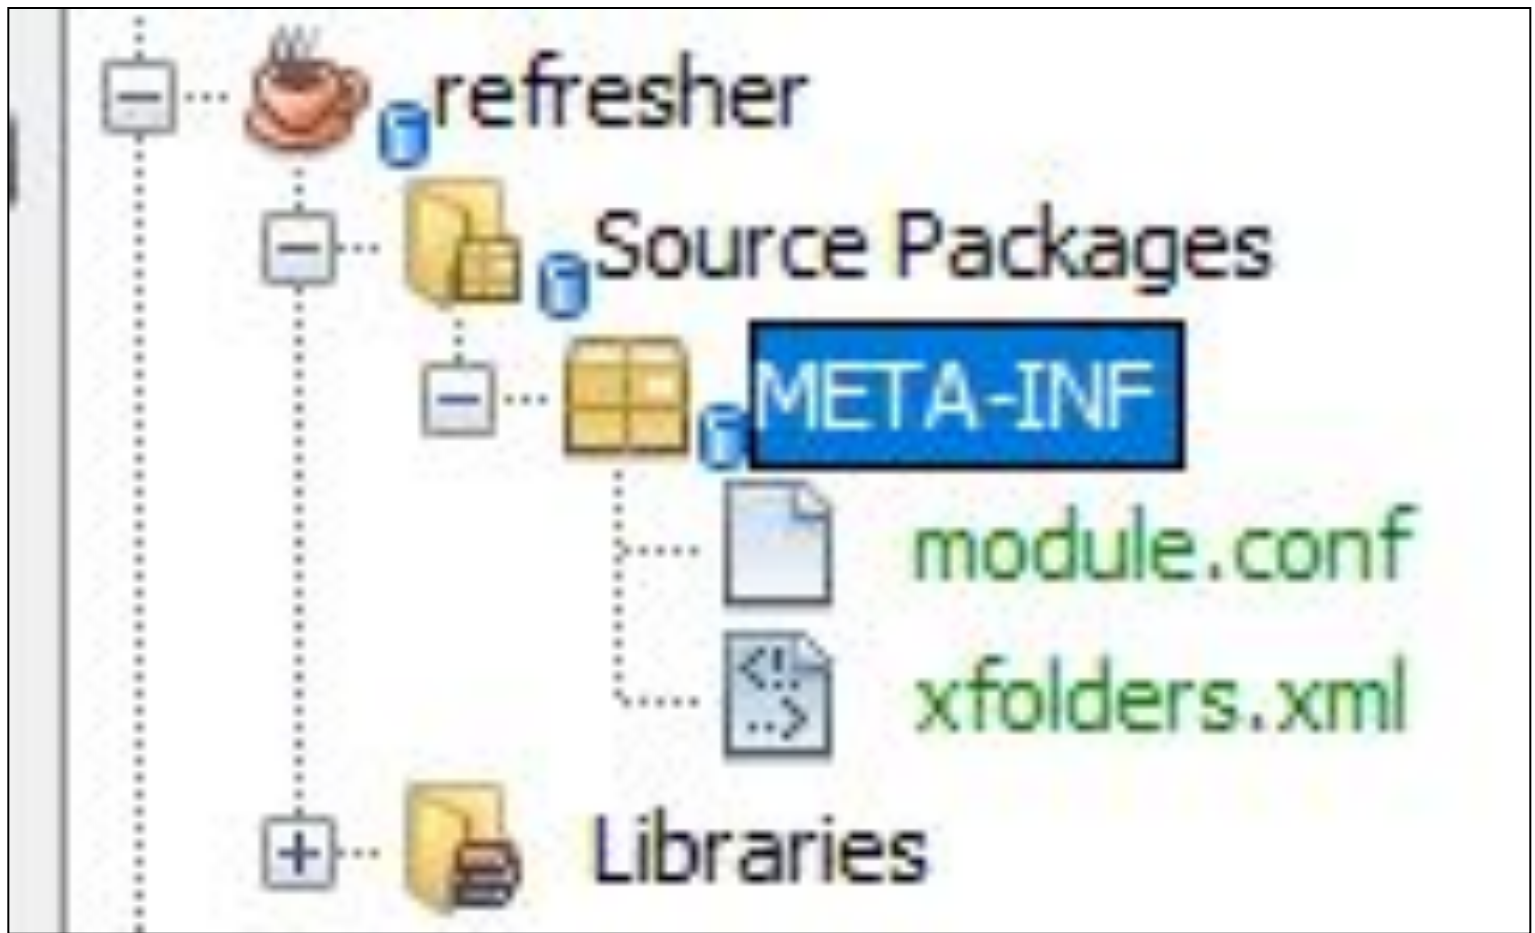 refresher
Source Packages
META-INF
module.conf
xfolders.xml
Libraries